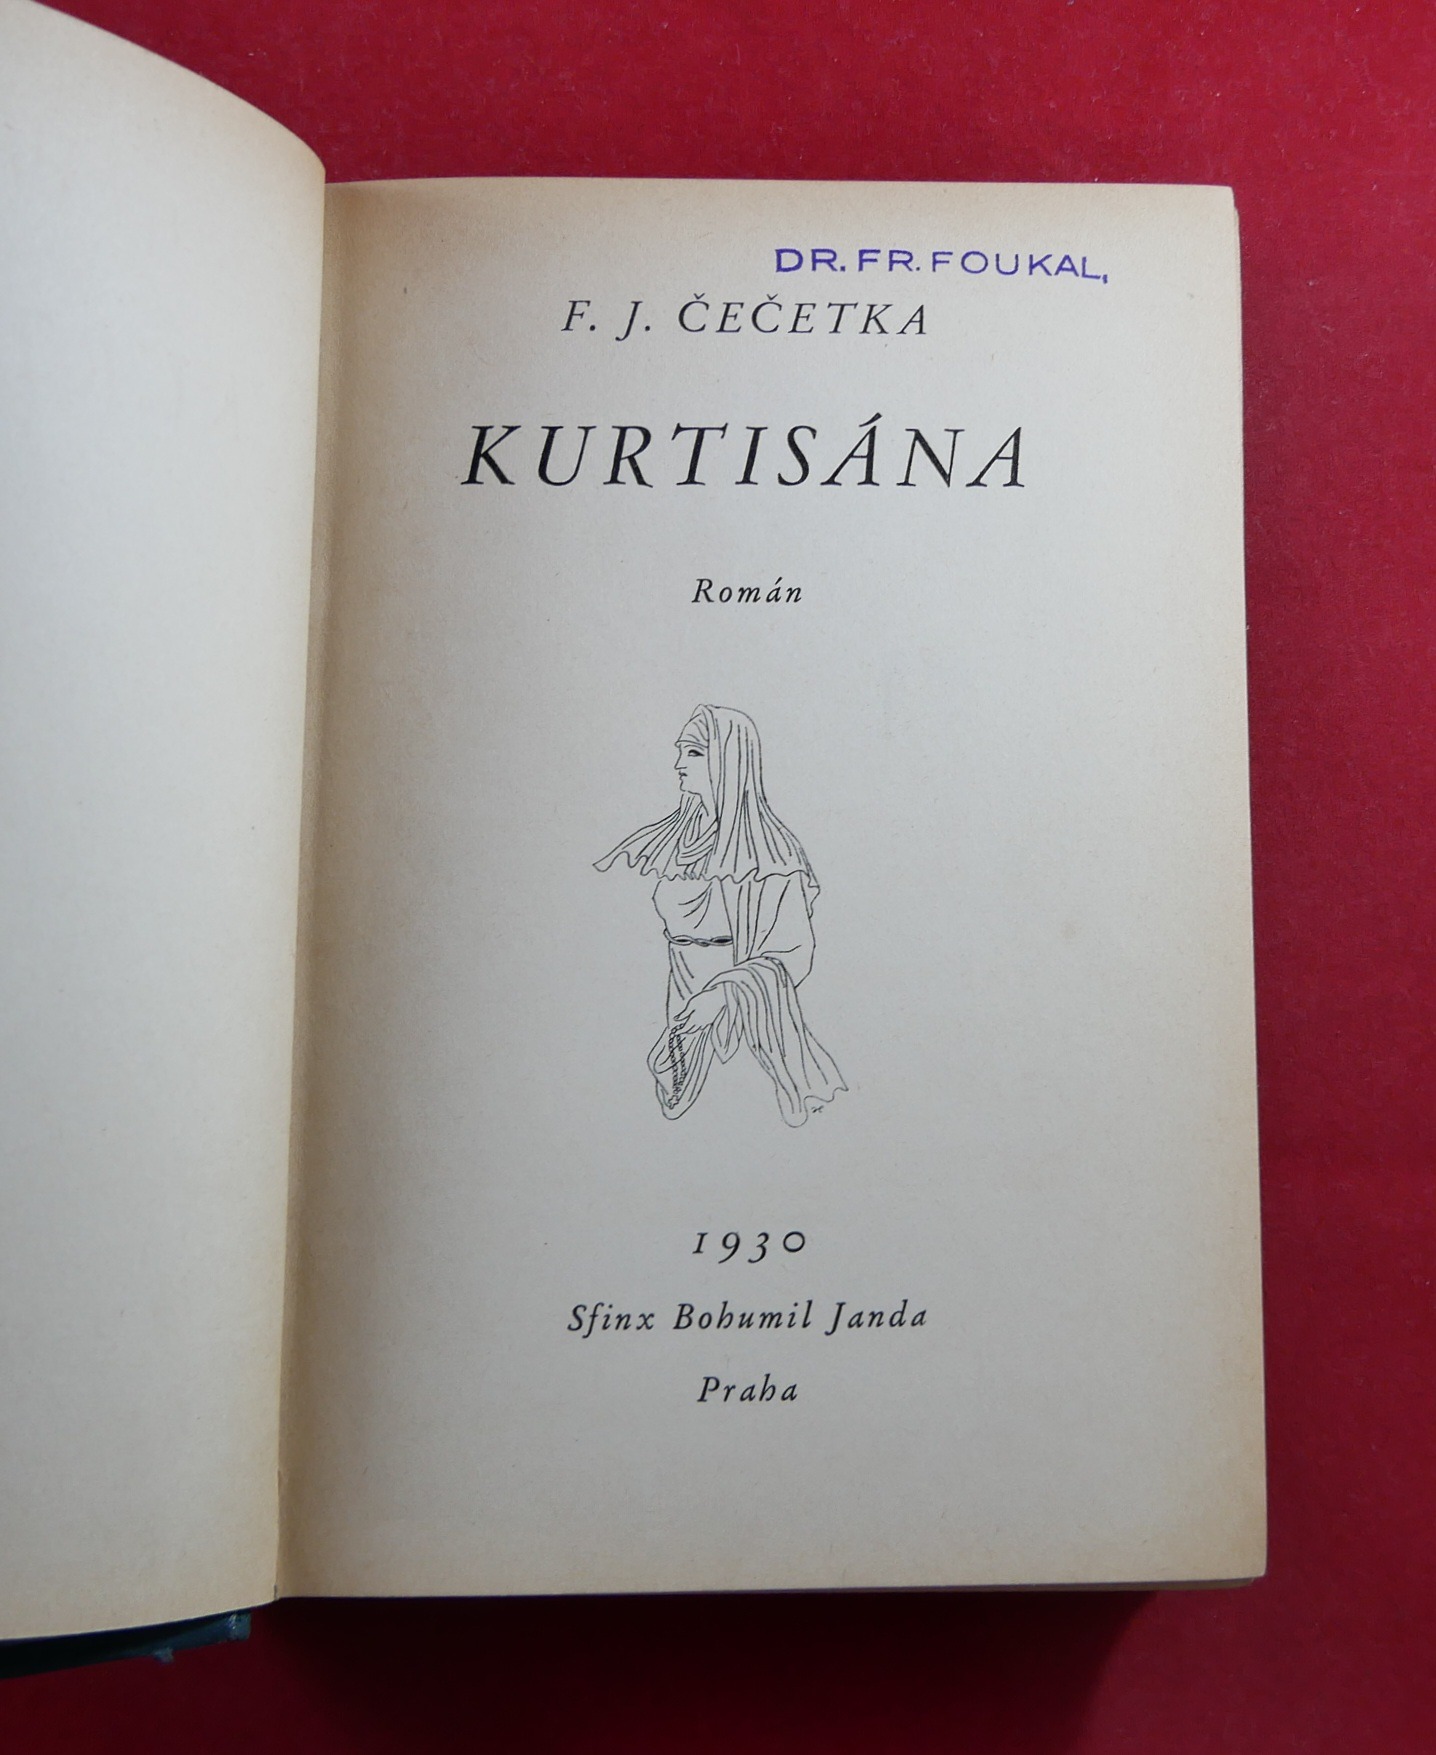 DR. FR. FOUKAL,
F. J. ČEČETKA
KURTISÁNA
Román
1930
Sfinx Bohumil Janda
Praha